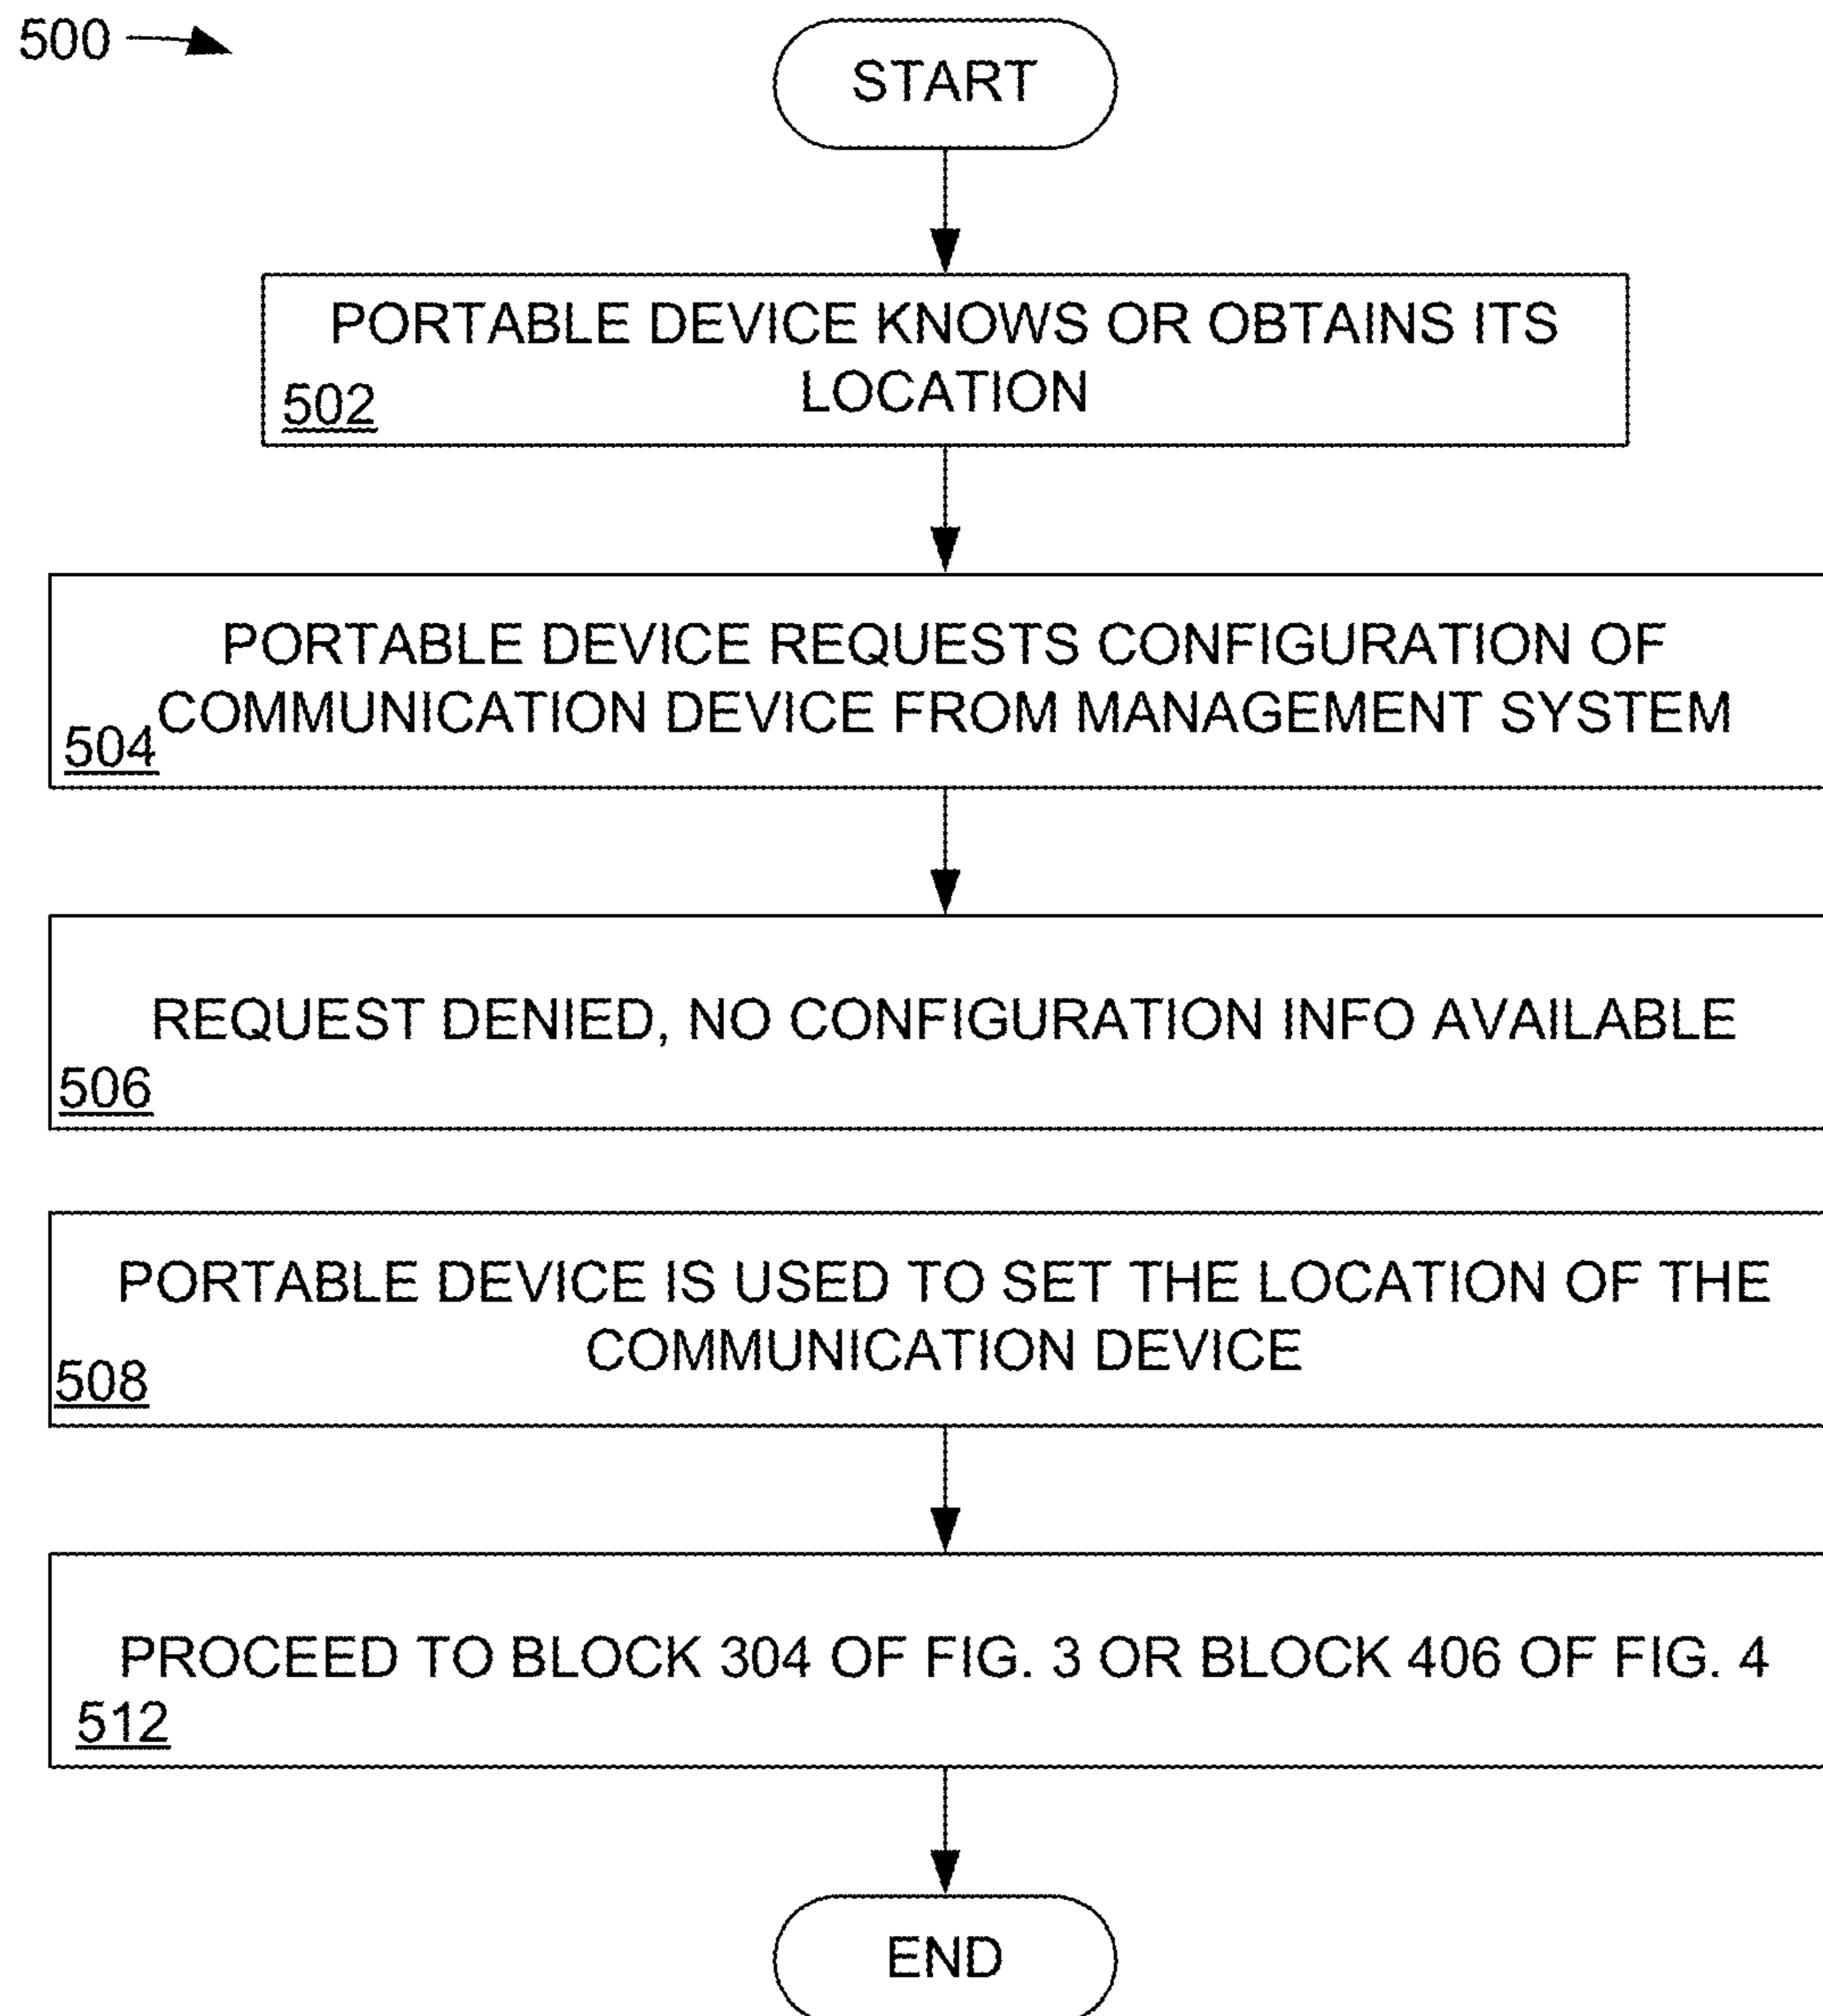 500
START
PORTABLE DEVICE KNOWS OR OBTAINS ITS
LOCATION
502
PORTABLE DEVICE REQUESTS CONFIGURATION OF
COMMUNICATION DEVICE FROM MANAGEMENT SYSTEM
504
REQUEST DENIED, NO CONFIGURATION INFO AVAILABLE
506
PORTABLE DEVICE IS USED TO SET THE LOCATION OF THE
COMMUNICATION DEVICE
508
PROCEED TO BLOCK 304 OF FIG. 3 OR BLOCK 406 OF FIG. 4
512
END